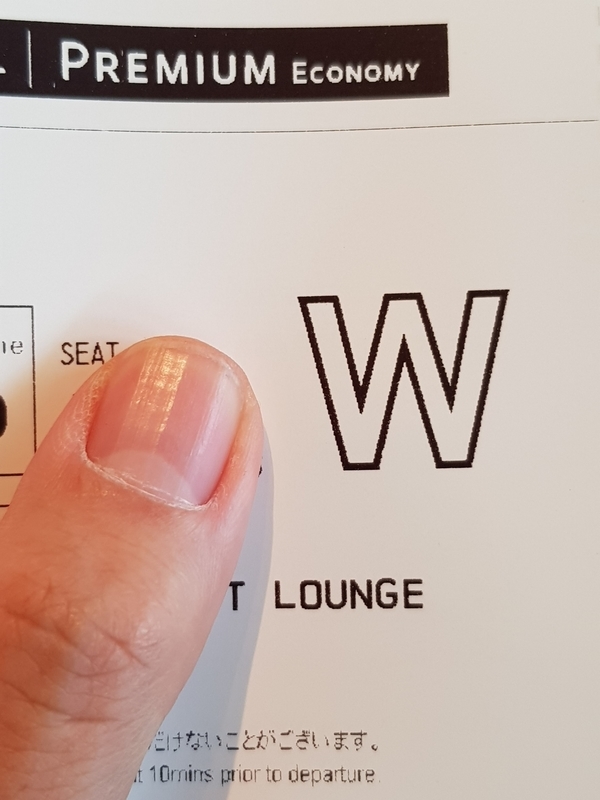 PREMIUM ECONOMY
SEAT
W
LOUNGE
だけないことがございます。
10mins prior to departure.